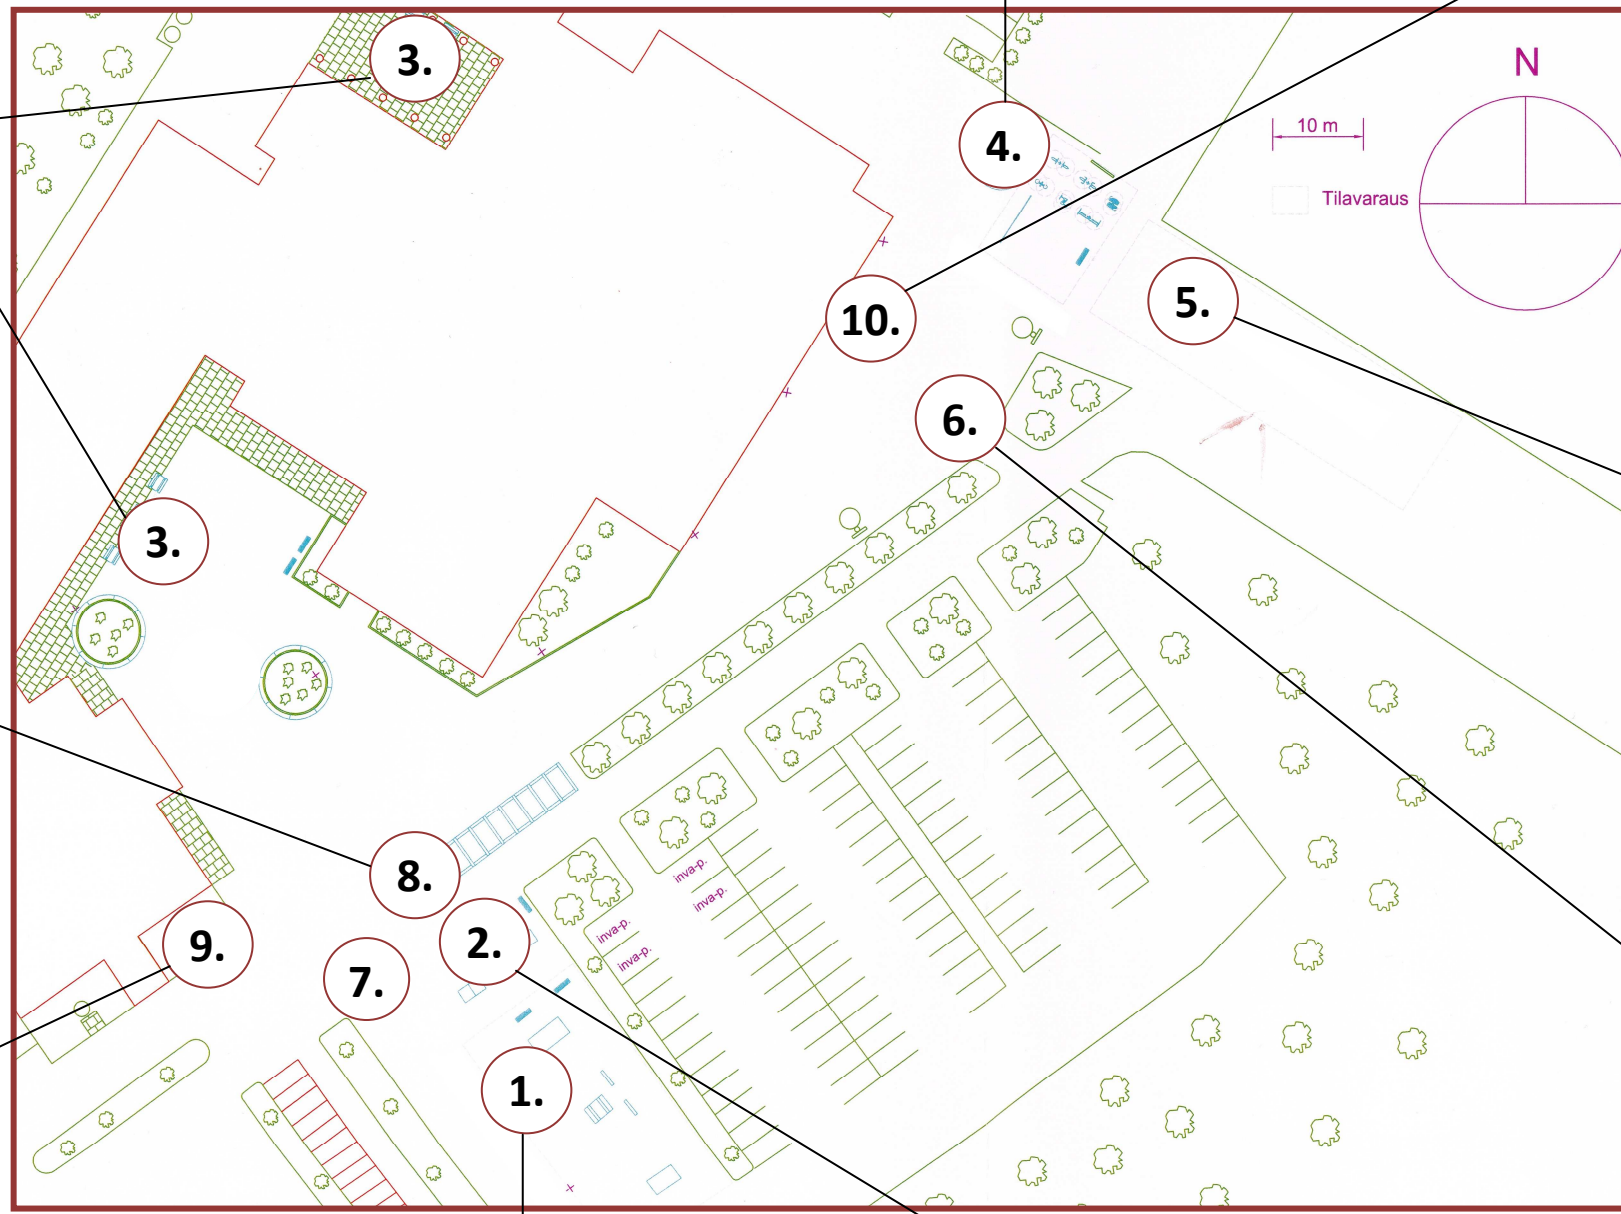 3.
N
10 m
4.
Tilavaraus
5.
10.
6.
3.
8.
inva-p.
inva-p.
inva-p.
inva-p.
9.
2.
7.
1.